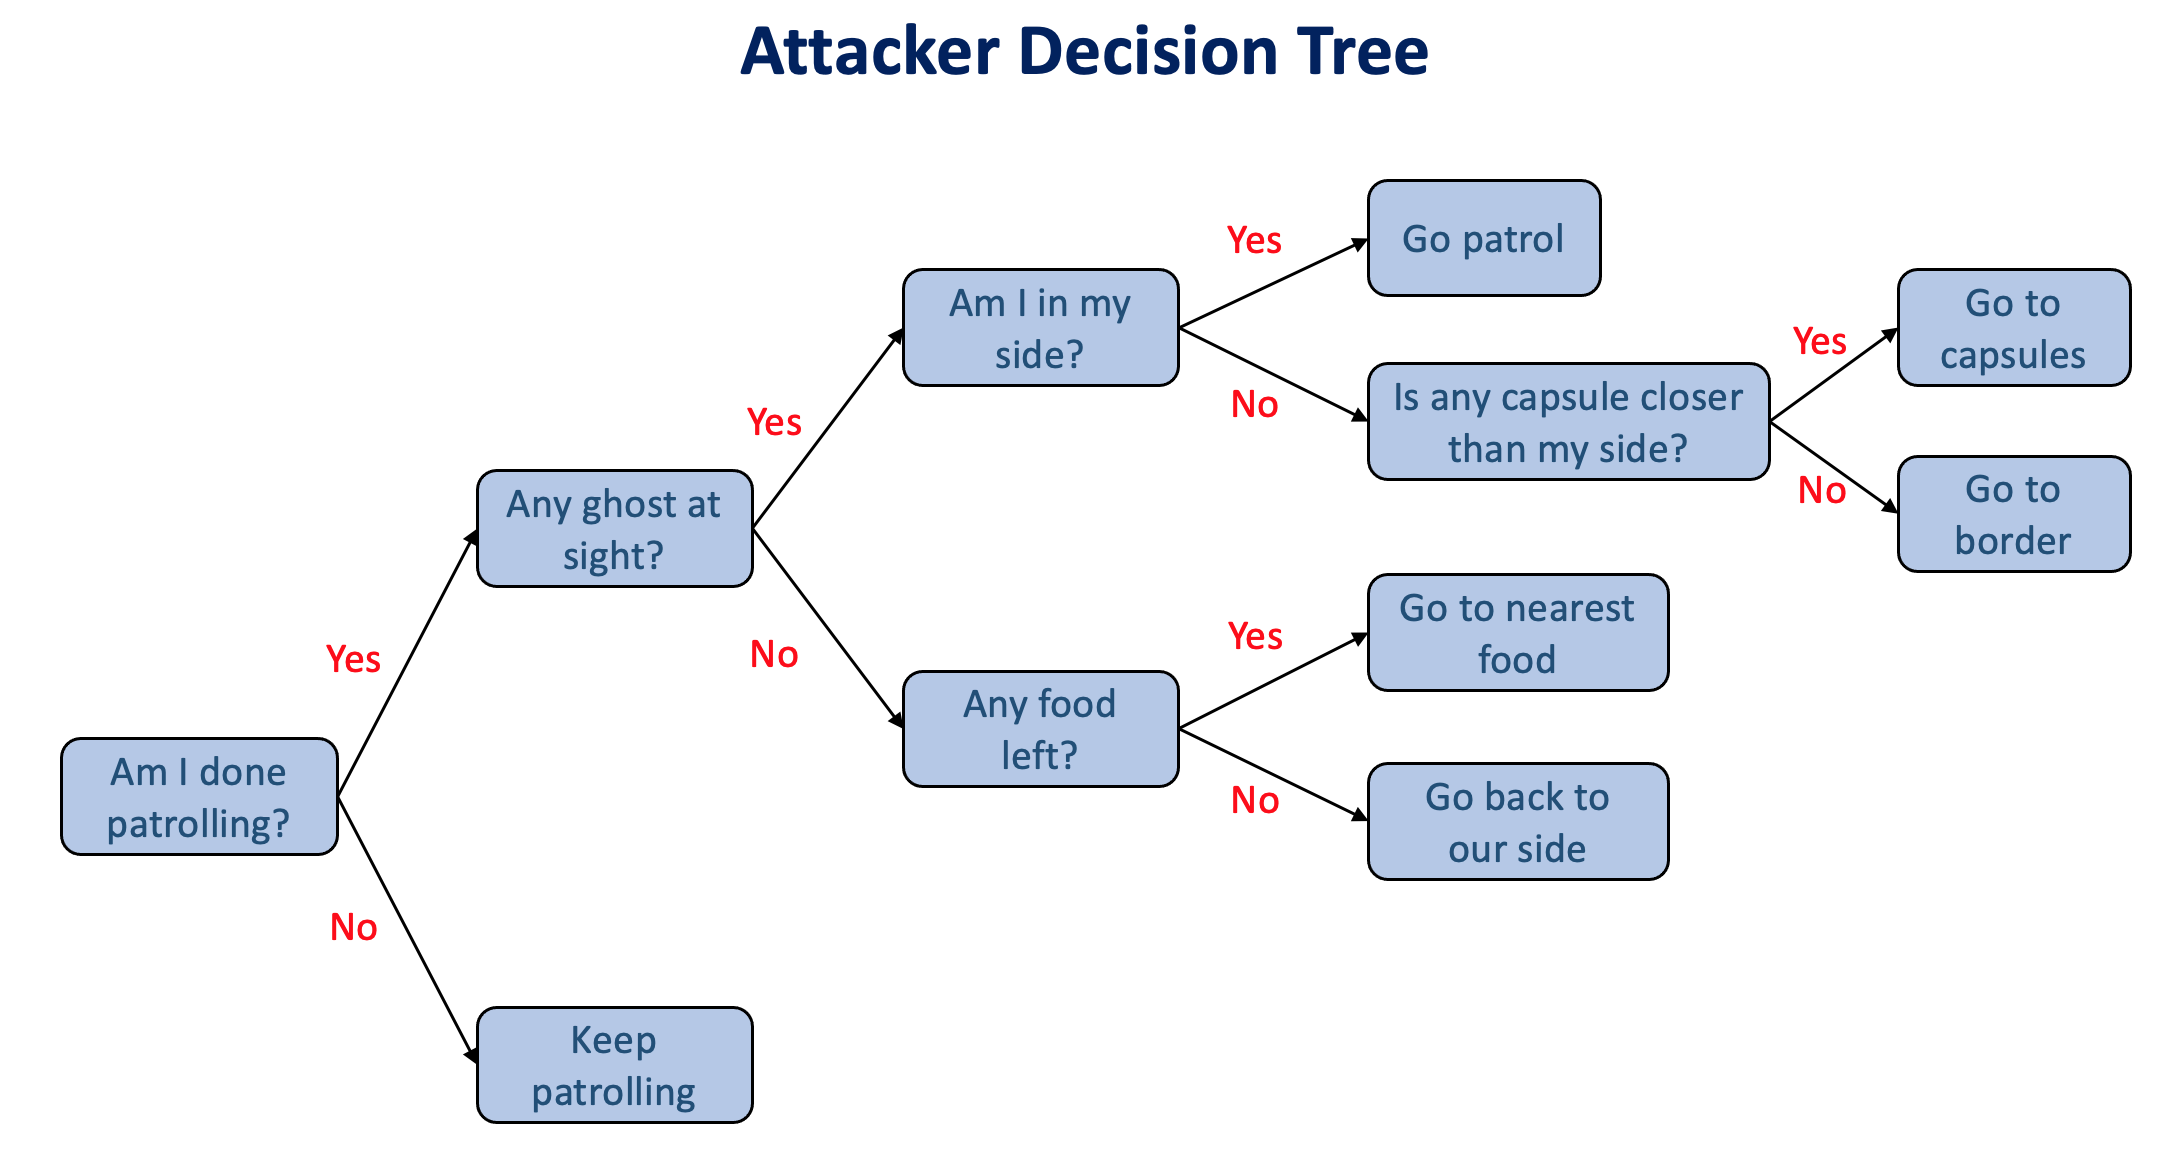 Attacker Decision Tree
Go patrol
Yes
Am I in my
side?
Go to
capsules
Yes
No
Is any capsule closer
than my side?
Yes
Any ghost at
sight?
No
Go to
border
Go to nearest
food
Yes
No
Yes
Any food
left?
Am I done
patrolling?
No
Go back to
our side
No
Keep
patrolling